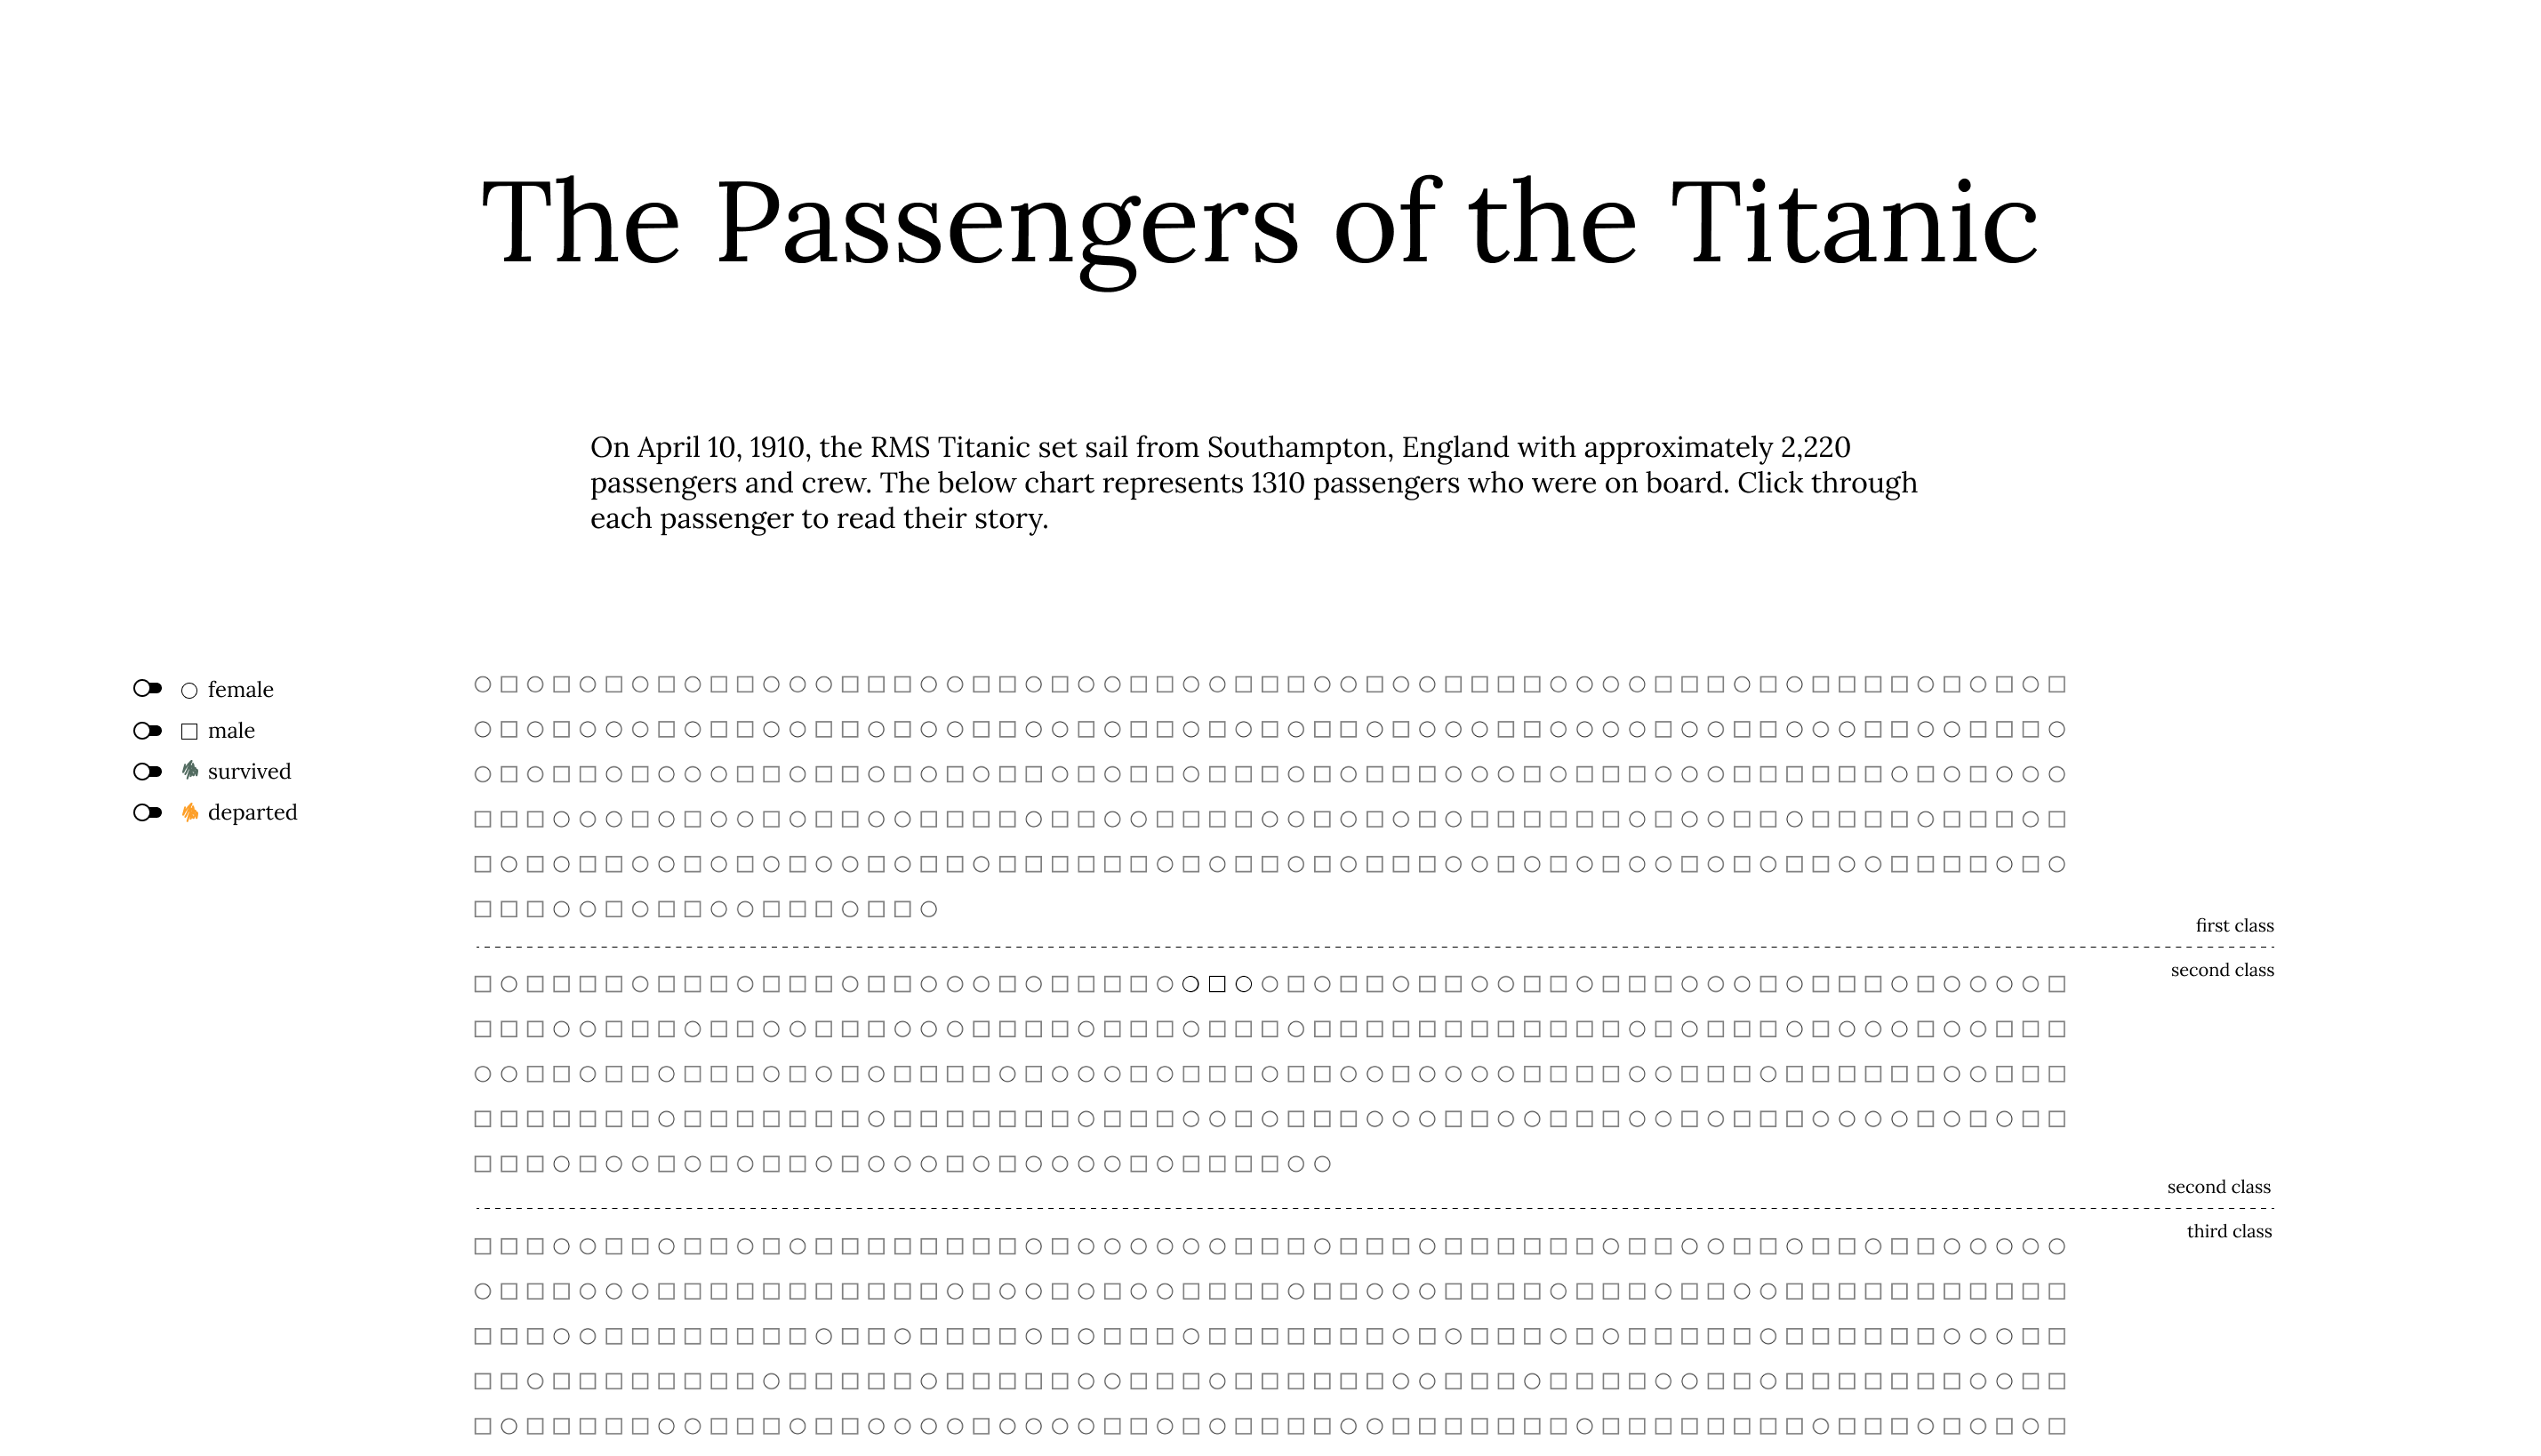 The Passengers of the Titanic
On April 10, 1910, the RMS Titanic set sail from Southampton, England with approximately 2,220
passengers and crew. The below chart represents 1310 passengers who were on board. Click through
each passenger to read their story.
female
male
survived
departed
first class
second class
second class
third class